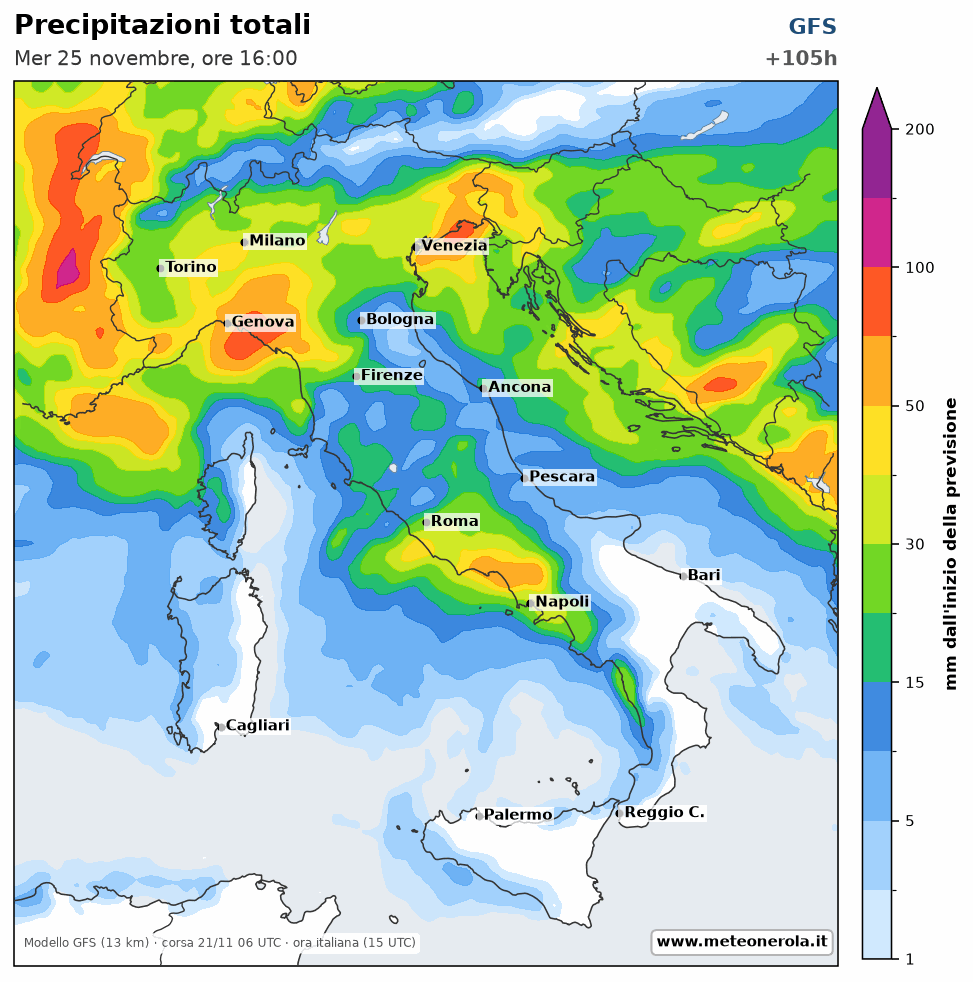 Precipitazioni totali
GFS
Mer 25 novembre, ore 16:00
+105h
200
100
50
30
15
5
1
mm dall'inizio della previsione
Milano
Venezia
Torino
Genova
Bologna
Firenze
Ancona
Pescara
Roma
Bari
Napoli
Cagliari
Palermo
Reggio C.
Modello GFS (13 km) · corsa 21/11 06 UTC · ora italiana (15 UTC)
www.meteonerola.it